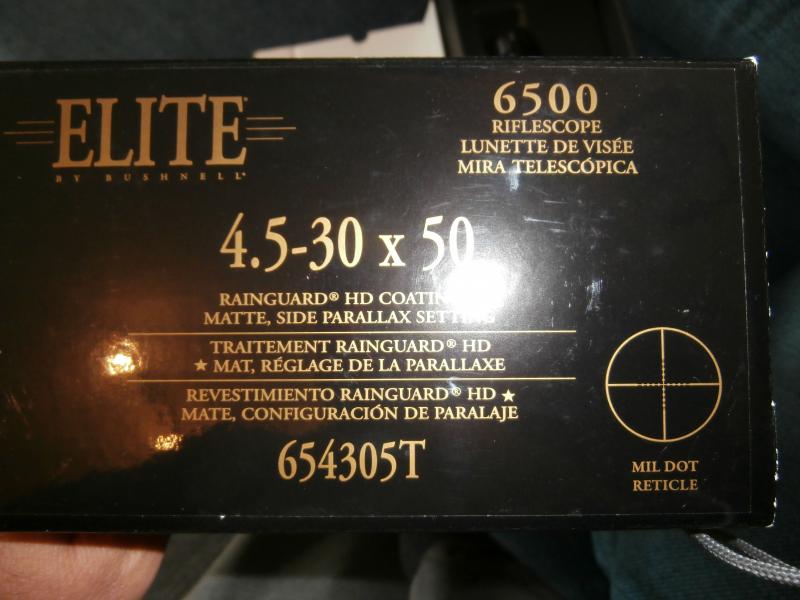 ELITE
BY BUSHNELL®
6500
RIFLESCOPE
LUNETTE DE VISÉE
MIRA TELESCÓPICA
4.5-30 x 50
RAINGUARD® HD COATING
MATTE, SIDE PARALLAX SETTING
TRAITEMENT RAINGUARD® HD
★ MAT, RÉGLAGE DE LA PARALLAXE
REVESTIMIENTO RAINGUARD® HD ★
MATE, CONFIGURACIÓN DE PARALAJE
654305T
MIL DOT
RETICLE